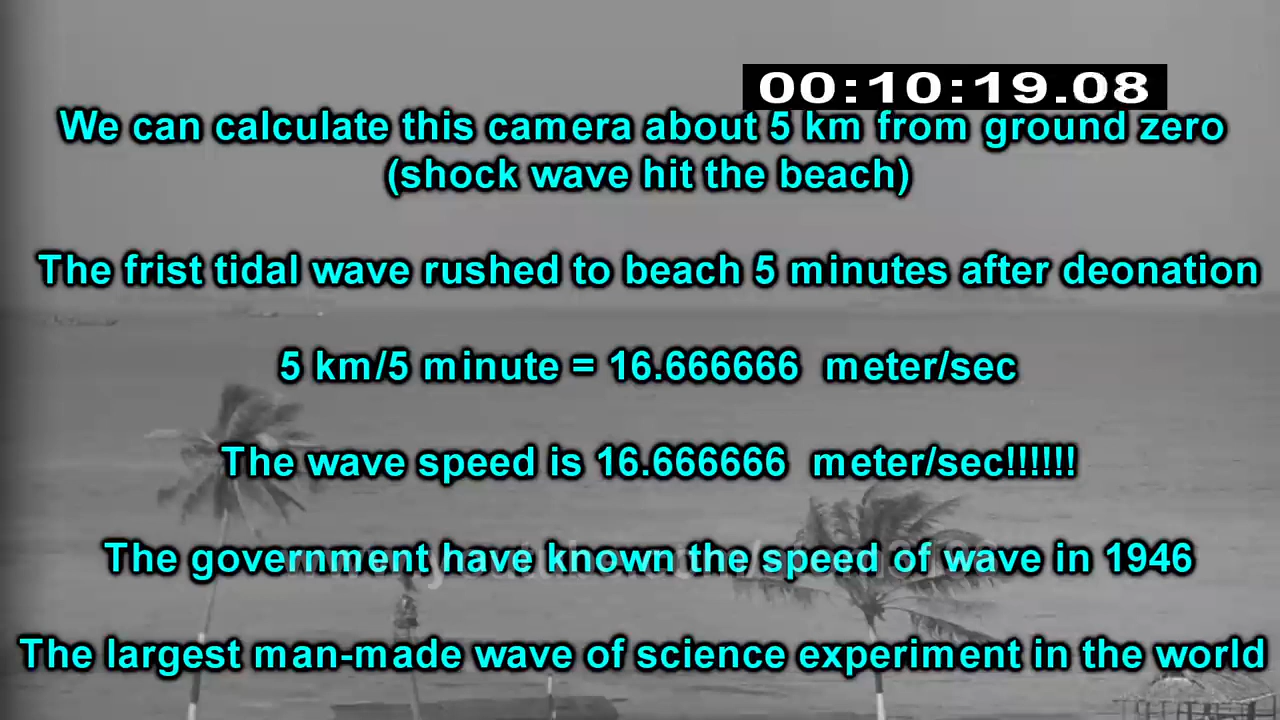 00:10:19.08
We can calculate this camera about 5 km from ground zero
(shock wave hit the beach)
The frist tidal wave rushed to beach 5 minutes after deonation
5 km/5 minute = 16.666666 meter/sec
The wave speed is 16.666666 meter/sec!!!!!!
The government have known the speed of wave in 1946
The largest man-made wave of science experiment in the world